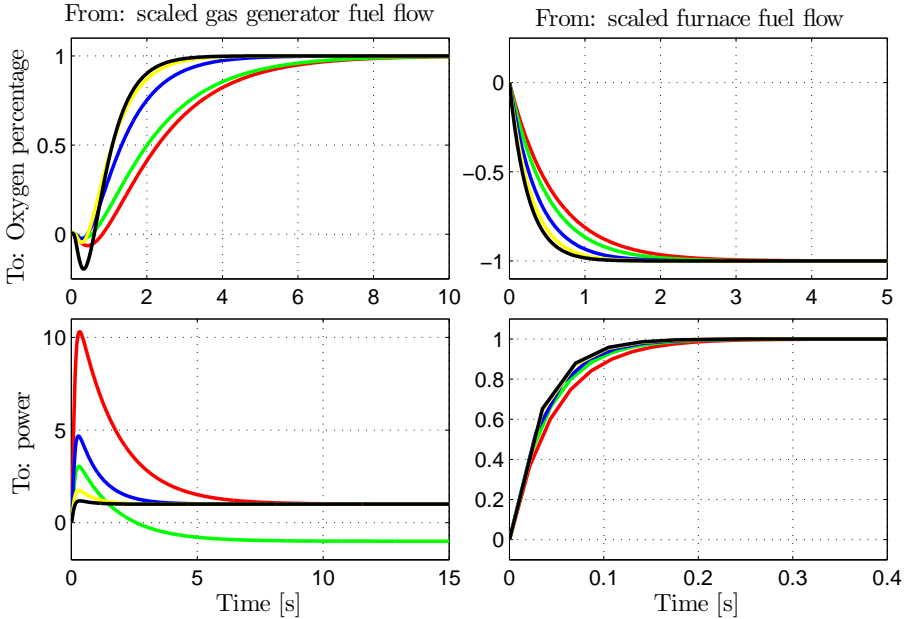 From: scaled gas generator fuel flow
From: scaled furnace fuel flow
To: Oxygen percentage
1
0.5
0
0 2 4 6 8 10
0
−0.5
−1
0 1 2 3 4 5
To: power
10
5
0
0 5 10 15
Time [s]
1
0.8
0.6
0.4
0.2
0
0 0.1 0.2 0.3 0.4
Time [s]